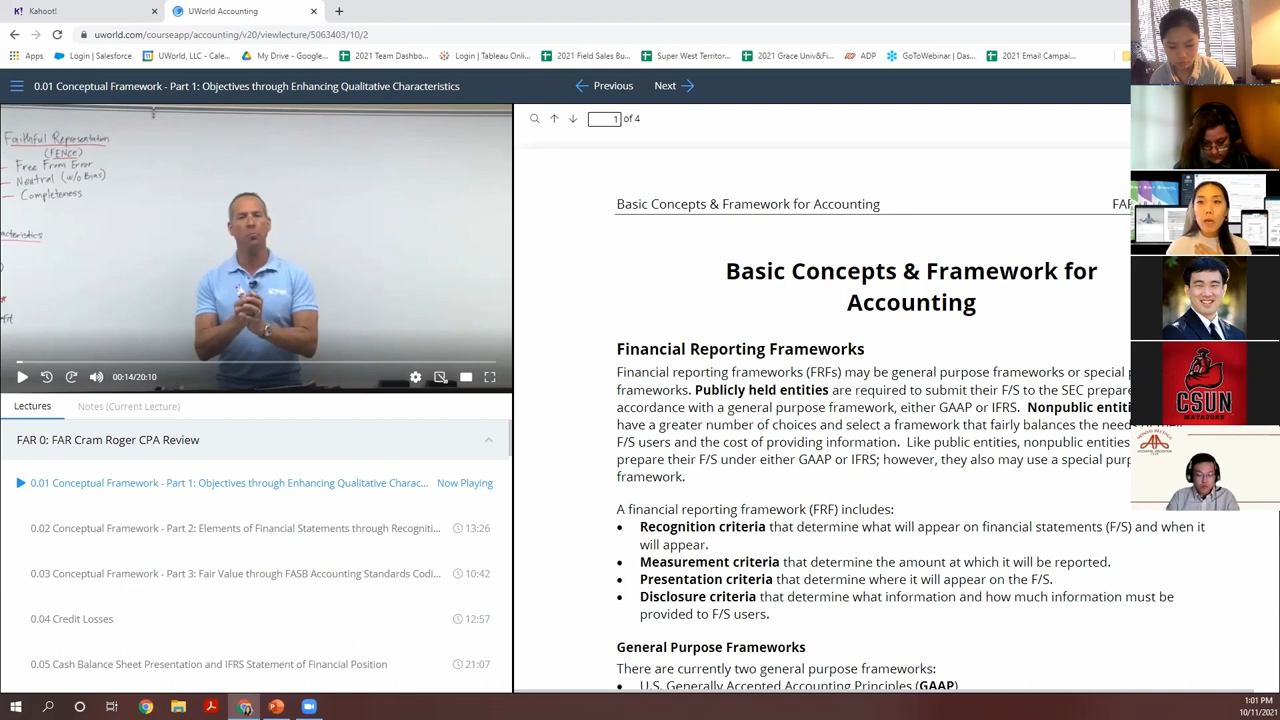 Kahoot!
UWorld Accounting
uworld.com/courseapp/accounting/v20/viewlecture/5063403/10/2
Apps
Login | Salesforce
UWorld, LLC - Cale...
My Drive - Google...
2021 Team Dashbo...
Login | Tableau Onlin...
2021 Field Sales Bu...
Super West Territor...
2021 Grace Univ&Fi...
ADP
GoToWebinar | Das...
2021 Email Campai...
0.01 Conceptual Framework - Part 1: Objectives through Enhancing Qualitative Characteristics
Previous
Next
1 of 4
Faithful Representation
(FENCE)
– Free From Error
– Neutral (w/o Bias)
– Completeness
00:14/20:10
Lectures
Notes (Current Lecture)
FAR 0: FAR Cram Roger CPA Review
0.01 Conceptual Framework - Part 1: Objectives through Enhancing Qualitative Charac...
Now Playing
0.02 Conceptual Framework - Part 2: Elements of Financial Statements through Recogniti...
13:26
0.03 Conceptual Framework - Part 3: Fair Value through FASB Accounting Standards Codi...
10:42
0.04 Credit Losses
12:57
0.05 Cash Balance Sheet Presentation and IFRS Statement of Financial Position
21:07
Basic Concepts & Framework for Accounting
FAR
Basic Concepts & Framework for
Accounting
Financial Reporting Frameworks
Financial reporting frameworks (FRFs) may be general purpose frameworks or special p
frameworks. Publicly held entities are required to submit their F/S to the SEC prepare
accordance with a general purpose framework, either GAAP or IFRS. Nonpublic entiti
have a greater number of choices and select a framework that fairly balances the needs of their
F/S users and the cost of providing information. Like public entities, nonpublic entities
prepare their F/S under either GAAP or IFRS; however, they also may use a special purp
framework.
A financial reporting framework (FRF) includes:
• Recognition criteria that determine what will appear on financial statements (F/S) and when it
will appear.
• Measurement criteria that determine the amount at which it will be reported.
• Presentation criteria that determine where it will appear on the F/S.
• Disclosure criteria that determine what information and how much information must be
provided to F/S users.
General Purpose Frameworks
There are currently two general purpose frameworks:
• U.S. Generally Accepted Accounting Principles (GAAP)
CSUN
MATADORS
1:01 PM
10/11/2021